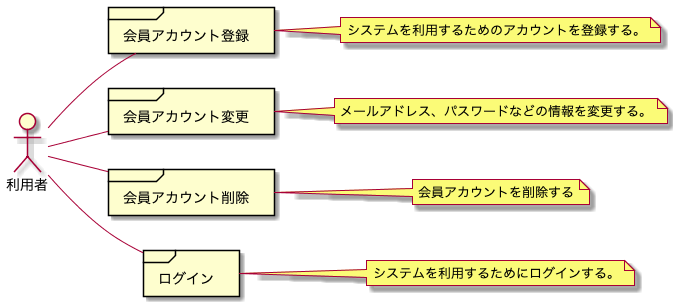 会員アカウント登録
システムを利用するためのアカウントを登録する。
会員アカウント変更
メールアドレス、パスワードなどの情報を変更する。
利用者
会員アカウント削除
会員アカウントを削除する
ログイン
システムを利用するためにログインする。